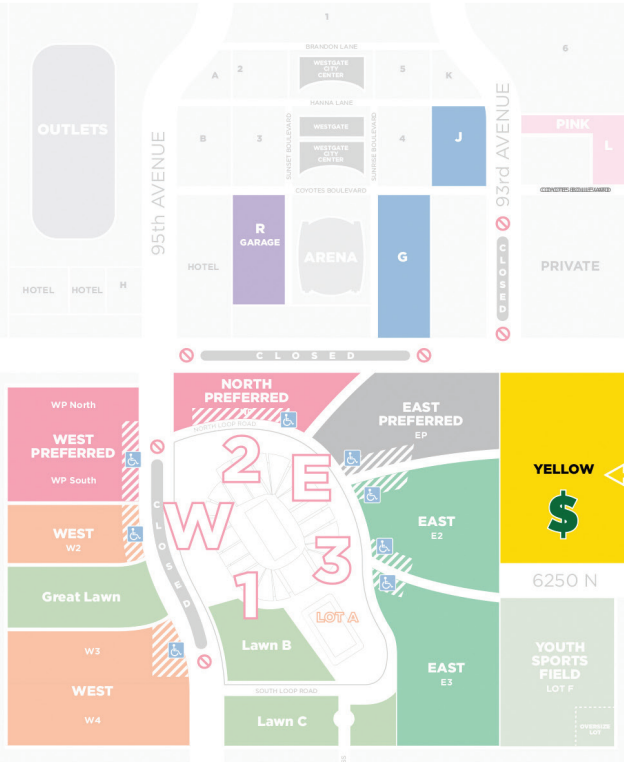 1
BRANDON LANE
6
A
2
WESTGATE
CITY
CENTER
5
K
HANNA LANE
OUTLETS
95th AVENUE
B
3
SUNSET BOULEVARD
WESTGATE
WESTGATE
CITY
CENTER
SUNRISE BOULEVARD
4
J
93rd AVENUE
PINK
L
COYOTES BOULEVARD
COYOTES BOULEVARD
R
GARAGE
ARENA
G
HOTEL
CLOSED
PRIVATE
HOTEL
HOTEL
H
CLOSED
NORTH
PREFERRED
NORTH LOOP ROAD
EAST
PREFERRED
EP
WP North
WEST
PREFERRED
WP South
YELLOW
$
2
E
W
3
1
CLOSED
WEST
W2
EAST
E2
6250 N
Great Lawn
LOT A
Lawn B
W3
WEST
W4
EAST
E3
YOUTH
SPORTS
FIELD
LOT F
OVERSIZE
LOT
SOUTH LOOP ROAD
Lawn C